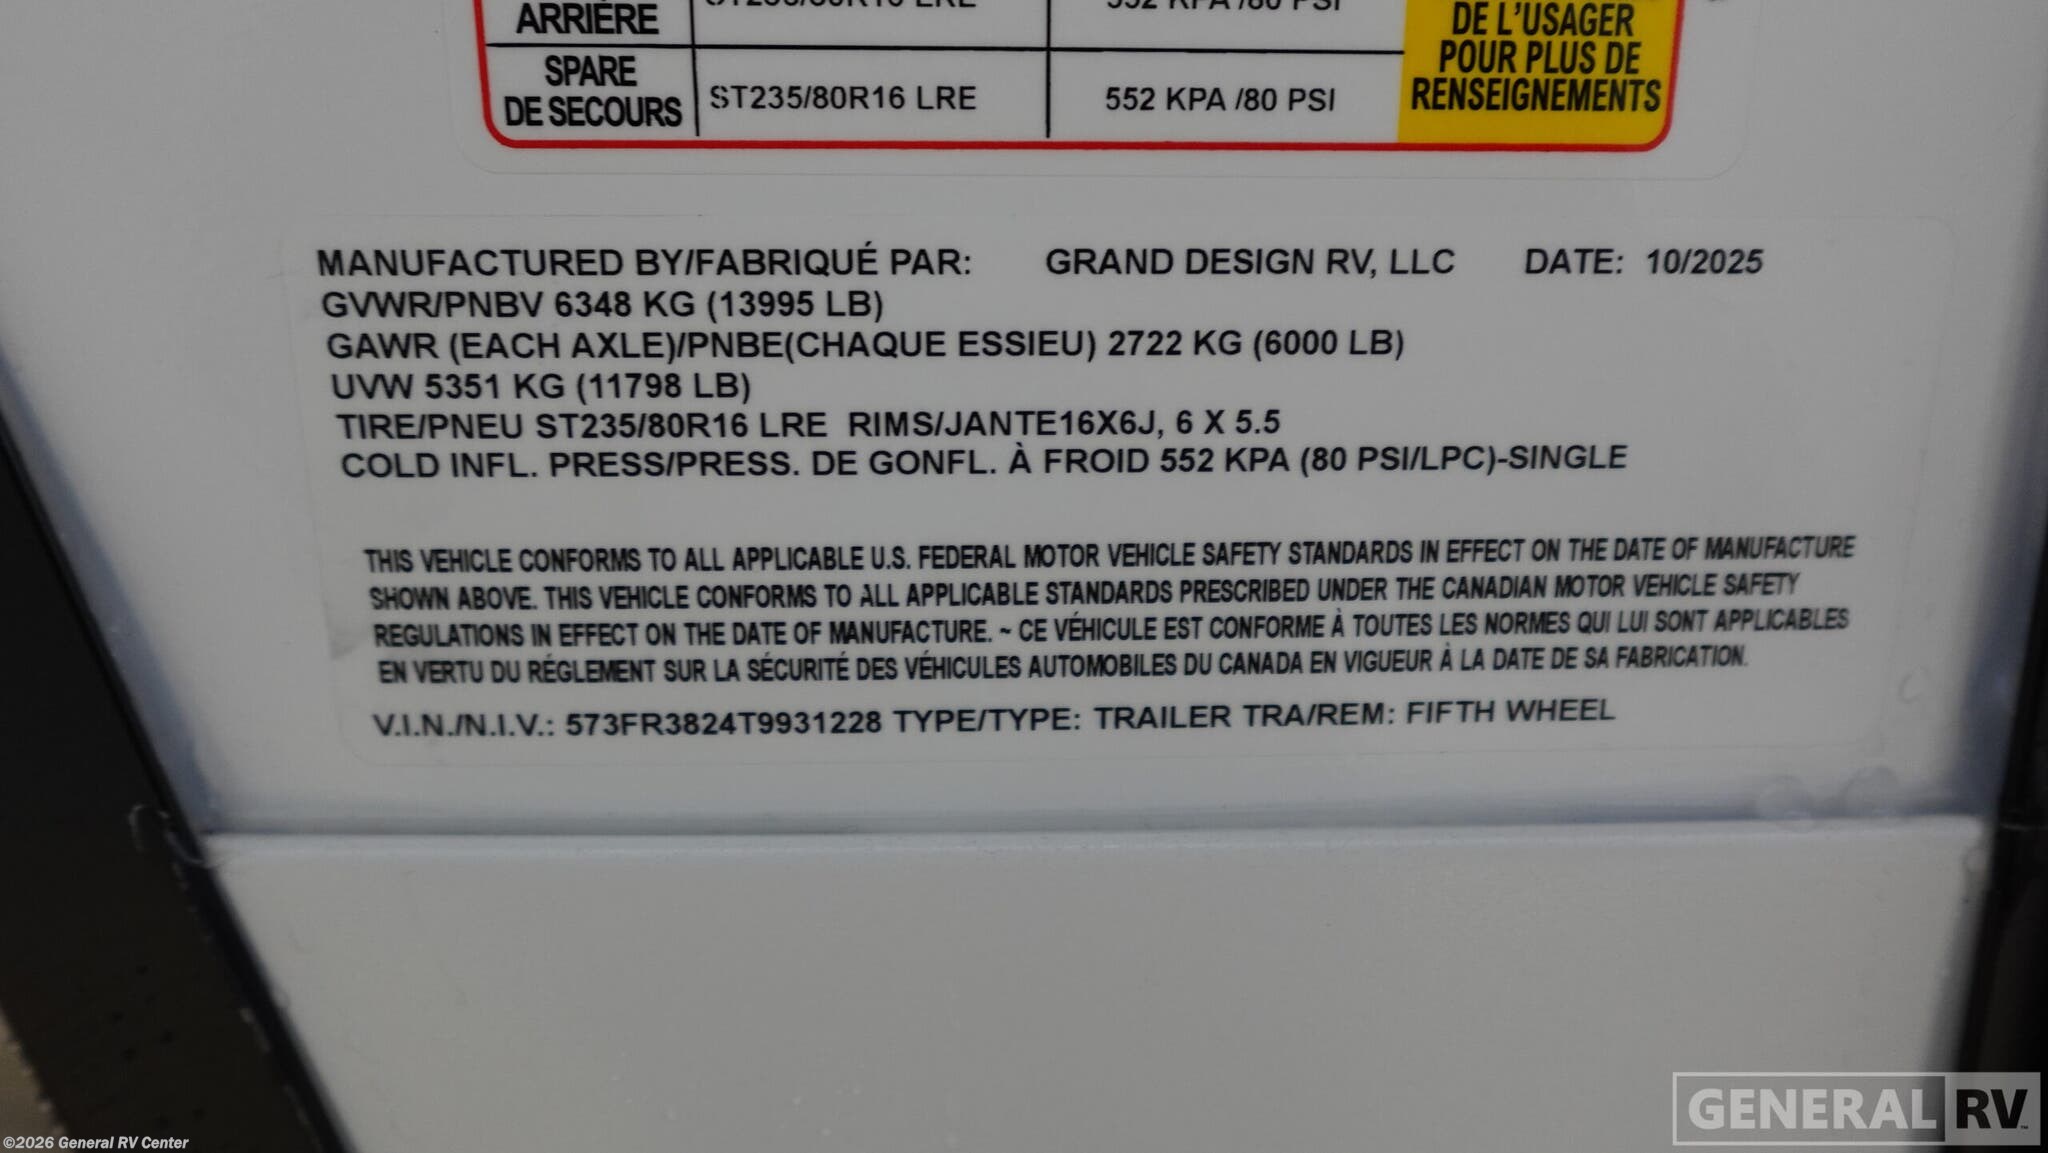 ARRIÈRE
ST235/80R16 LRE
552 KPA /80 PSI
DE L'USAGER
POUR PLUS DE
RENSEIGNEMENTS
SPARE
DE SECOURS
ST235/80R16 LRE
552 KPA /80 PSI
MANUFACTURED BY/FABRIQUÉ PAR: GRAND DESIGN RV, LLC DATE: 10/2025
GVWR/PNBV 6348 KG (13995 LB)
GAWR (EACH AXLE)/PNBE(CHAQUE ESSIEU) 2722 KG (6000 LB)
UVW 5351 KG (11798 LB)
TIRE/PNEU ST235/80R16 LRE RIMS/JANTE16X6J, 6 X 5.5
COLD INFL. PRESS/PRESS. DE GONFL. À FROID 552 KPA (80 PSI/LPC)-SINGLE
THIS VEHICLE CONFORMS TO ALL APPLICABLE U.S. FEDERAL MOTOR VEHICLE SAFETY STANDARDS IN EFFECT ON THE DATE OF MANUFACTURE
SHOWN ABOVE. THIS VEHICLE CONFORMS TO ALL APPLICABLE STANDARDS PRESCRIBED UNDER THE CANADIAN MOTOR VEHICLE SAFETY
REGULATIONS IN EFFECT ON THE DATE OF MANUFACTURE. ~ CE VÉHICULE EST CONFORME À TOUTES LES NORMES QUI LUI SONT APPLICABLES
EN VERTU DU RÉGLEMENT SUR LA SÉCURITÉ DES VÉHICULES AUTOMOBILES DU CANADA EN VIGUEUR À LA DATE DE SA FABRICATION.
V.I.N./N.I.V.: 573FR3824T9931228 TYPE/TYPE: TRAILER TRA/REM: FIFTH WHEEL
GENERAL RV
©2026 General RV Center